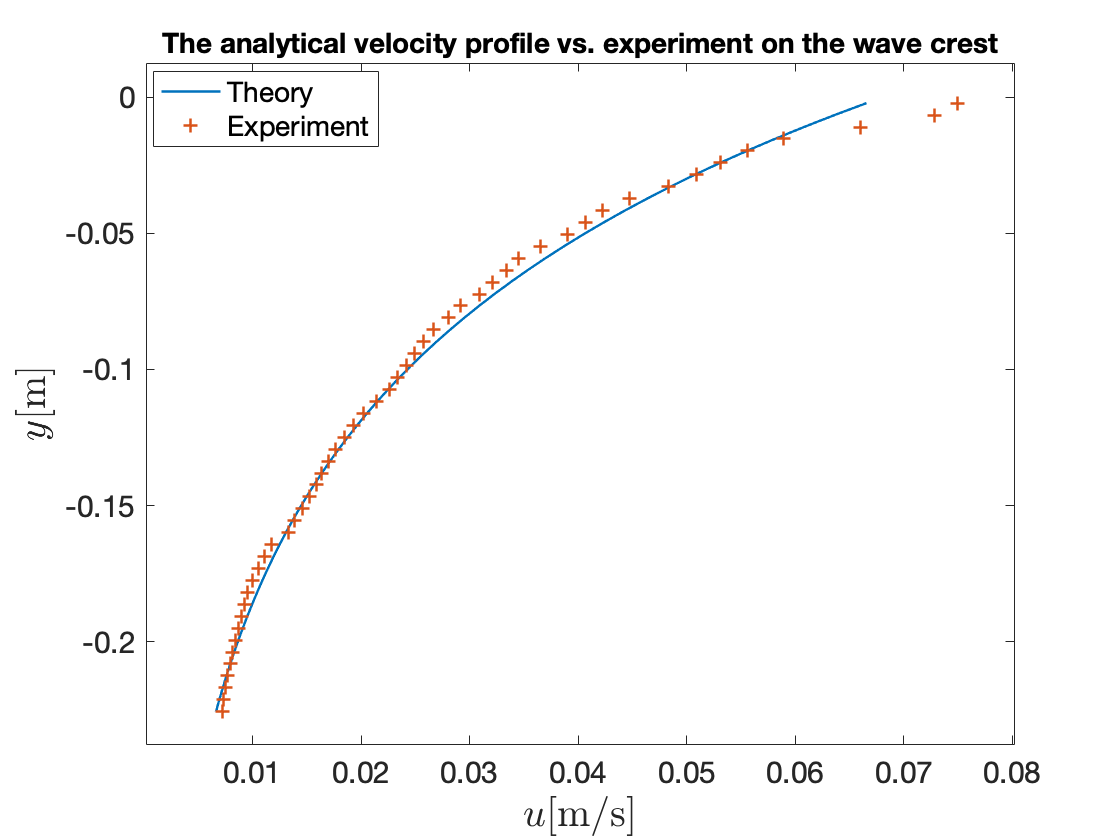 The analytical velocity profile vs. experiment on the wave crest
Theory
Experiment
0
-0.05
-0.1
-0.15
-0.2
y[m]
0.01 0.02 0.03 0.04 0.05 0.06 0.07 0.08
u[m/s]